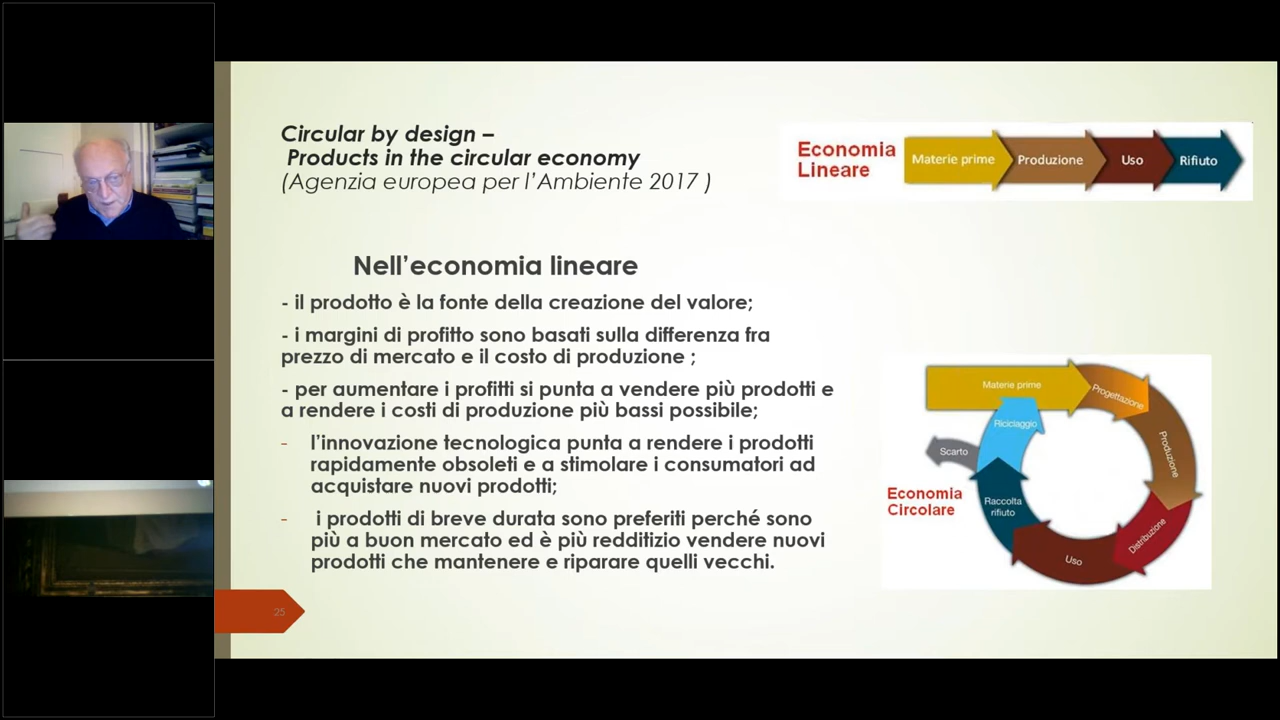 Circular by design –
Products in the circular economy
(Agenzia europea per l’Ambiente 2017 )
Economia
Lineare
Materie prime
Produzione
Uso
Rifiuto
Nell’economia lineare
- il prodotto è la fonte della creazione del valore;
- i margini di profitto sono basati sulla differenza fra
prezzo di mercato e il costo di produzione ;
- per aumentare i profitti si punta a vendere più prodotti e
a rendere i costi di produzione più bassi possibile;
- l’innovazione tecnologica punta a rendere i prodotti
rapidamente obsoleti e a stimolare i consumatori ad
acquistare nuovi prodotti;
- i prodotti di breve durata sono preferiti perché sono
più a buon mercato ed è più redditizio vendere nuovi
prodotti che mantenere e riparare quelli vecchi.
Materie prime
Progettazione
Produzione
Distribuzione
Uso
Raccolta
rifiuto
Riciclaggio
Scarto
Economia
Circolare
25